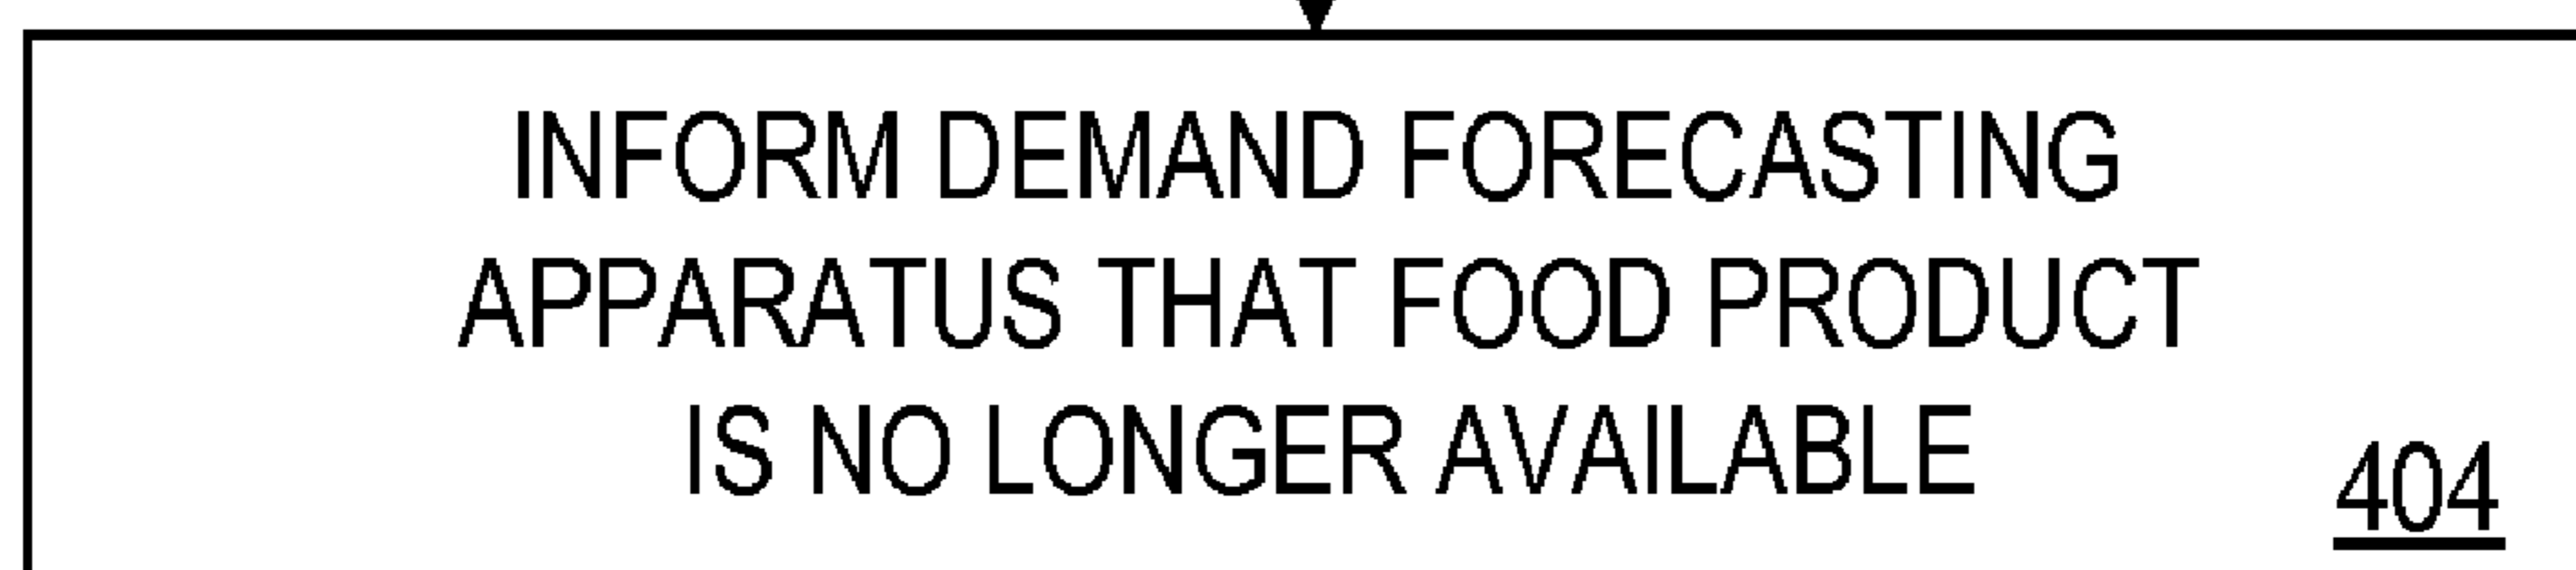 INFORM DEMAND FORECASTING
APPARATUS THAT FOOD PRODUCT
IS NO LONGER AVAILABLE
404